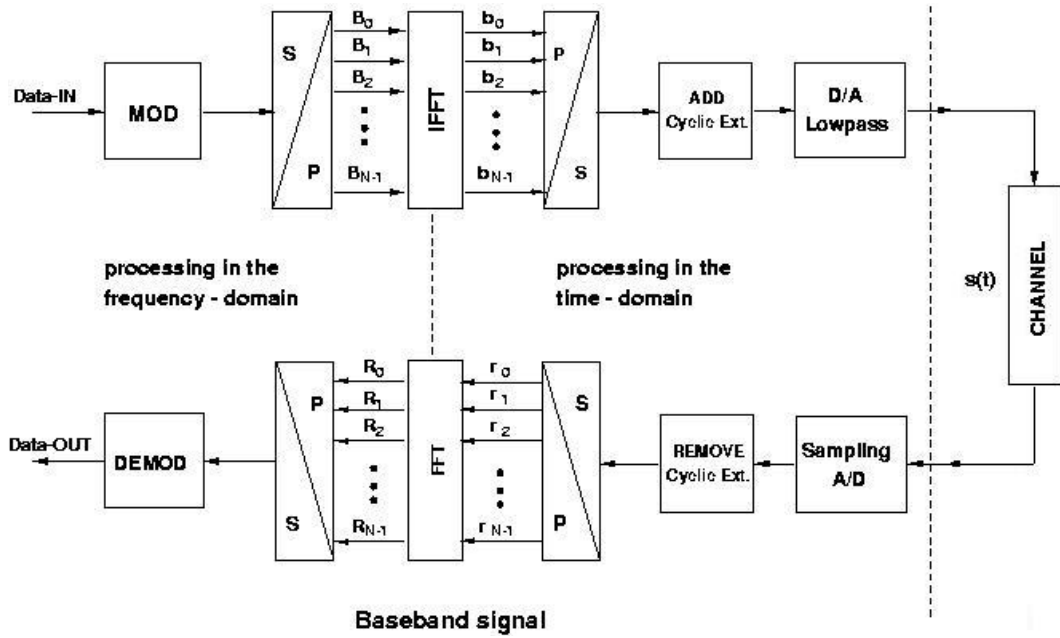 Data-IN
MOD
S
P
B0
B1
B2
BN-1
IFFT
b0
b1
b2
bN-1
P
S
ADD
Cyclic Ext.
D/A
Lowpass
processing in the
frequency - domain
processing in the
time - domain
s(t)
CHANNEL
Data-OUT
DEMOD
P
S
R0
R1
R2
RN-1
FFT
r0
r1
r2
rN-1
S
P
REMOVE
Cyclic Ext.
Sampling
A/D
Baseband signal